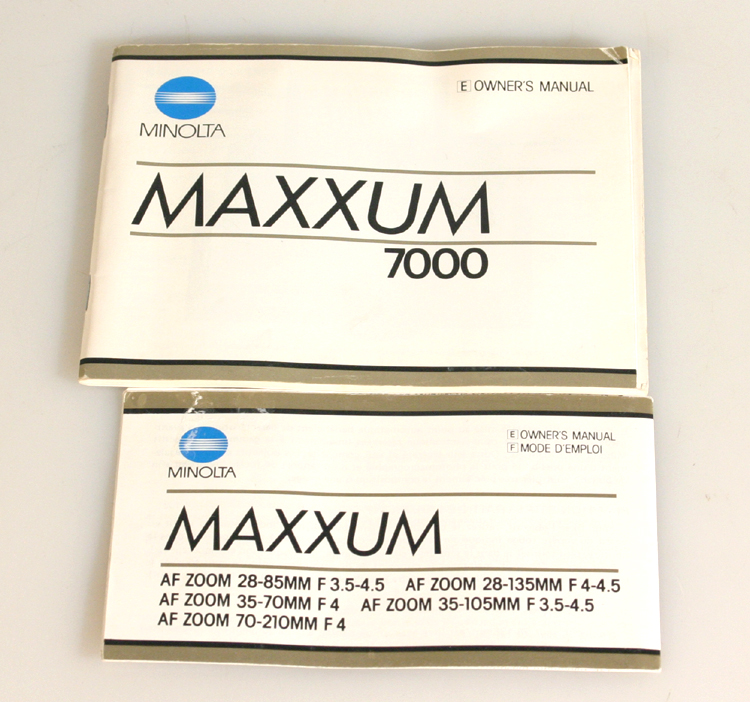 E OWNER'S MANUAL
MINOLTA
MAXXUM
7000
MINOLTA
E OWNER'S MANUAL
F MODE D'EMPLOI
MAXXUM
AF ZOOM 28-85MM F 3.5-4.5 AF ZOOM 28-135MM F 4-4.5
AF ZOOM 35-70MM F 4 AF ZOOM 35-105MM F 3.5-4.5
AF ZOOM 70-210MM F 4